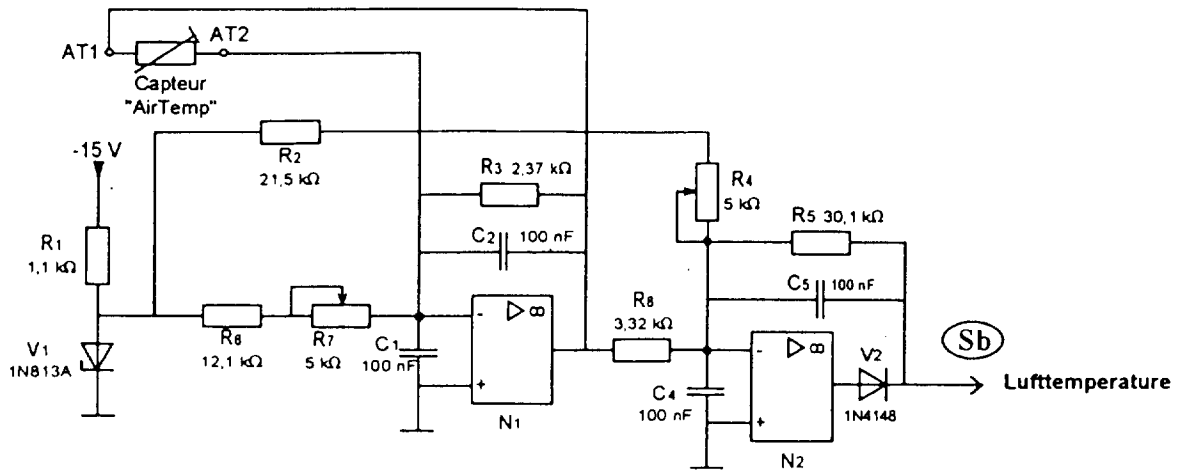 AT1
AT2
Capteur
"AirTemp"
-15 V
R2
21,5 kΩ
R3 2,37 kΩ
R4
5 kΩ
R1
1,1 kΩ
C2
100 nF
R5 30,1 kΩ
C5
100 nF
V1
1N813A
R6
12,1 kΩ
R7
5 kΩ
C1
100 nF
-
▷ ∞
+
N1
R8
3,32 kΩ
C4
100 nF
-
▷ ∞
+
N2
V2
1N4148
Sb
Lufttemperature